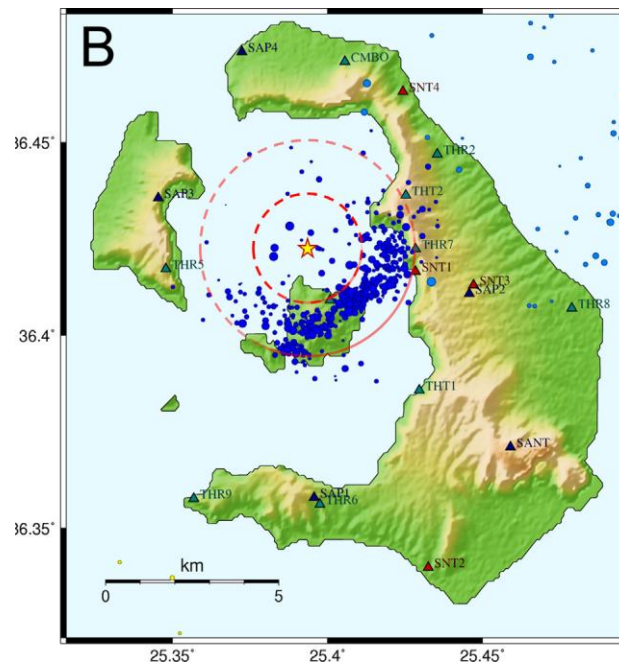 B
SAP4
CMBO
SNT4
36.45°
THR2
SAP3
THT2
THR7
THR5
SNT1
SNT3
SAP2
THR8
36.4
THT1
SANT
THR9
SAP1
THR6
36.35
km
SNT2
0
5
25.35
25.4
25.45